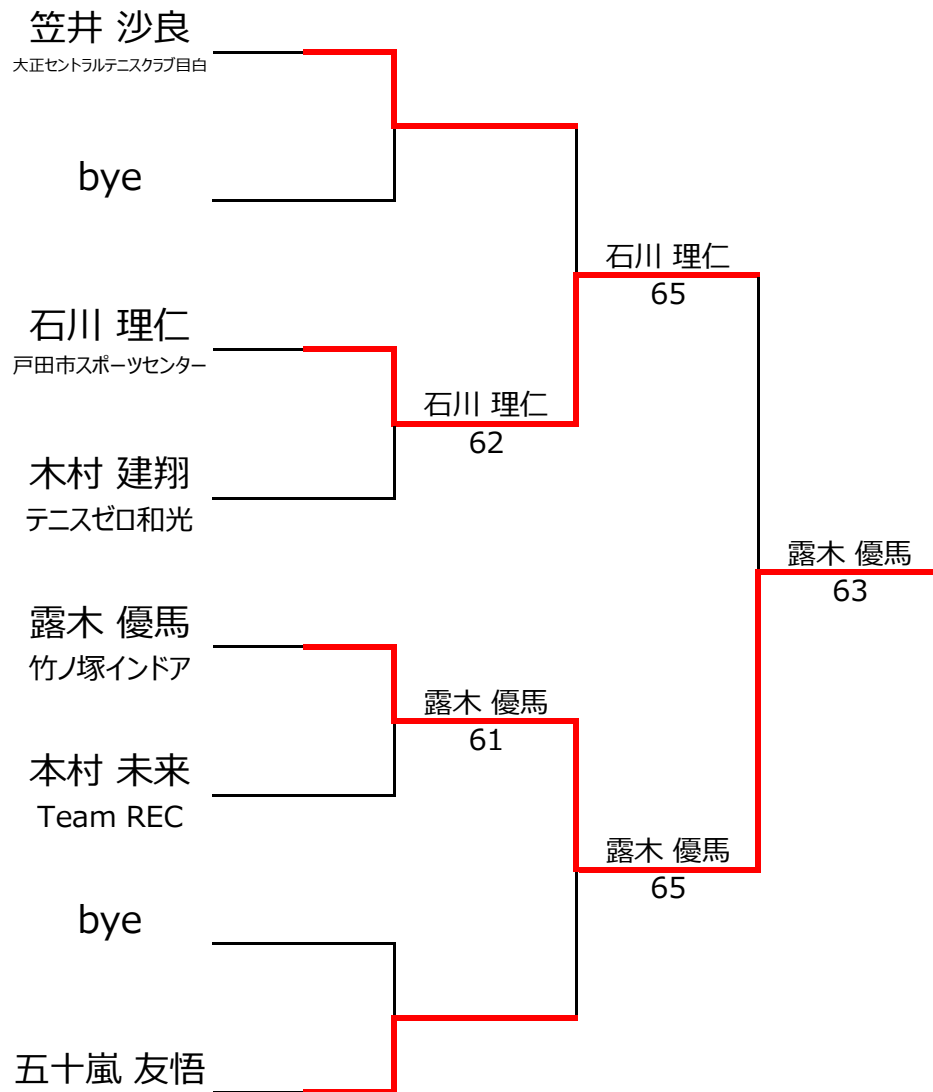 笠井 沙良
大正セントラルテニスクラブ目白
bye
石川 理仁
65
石川 理仁
戸田市スポーツセンター
石川 理仁
62
木村 建翔
テニスゼロ和光
露木 優馬
63
露木 優馬
竹ノ塚インドア
露木 優馬
61
本村 未来
Team REC
露木 優馬
65
bye
五十嵐 友悟